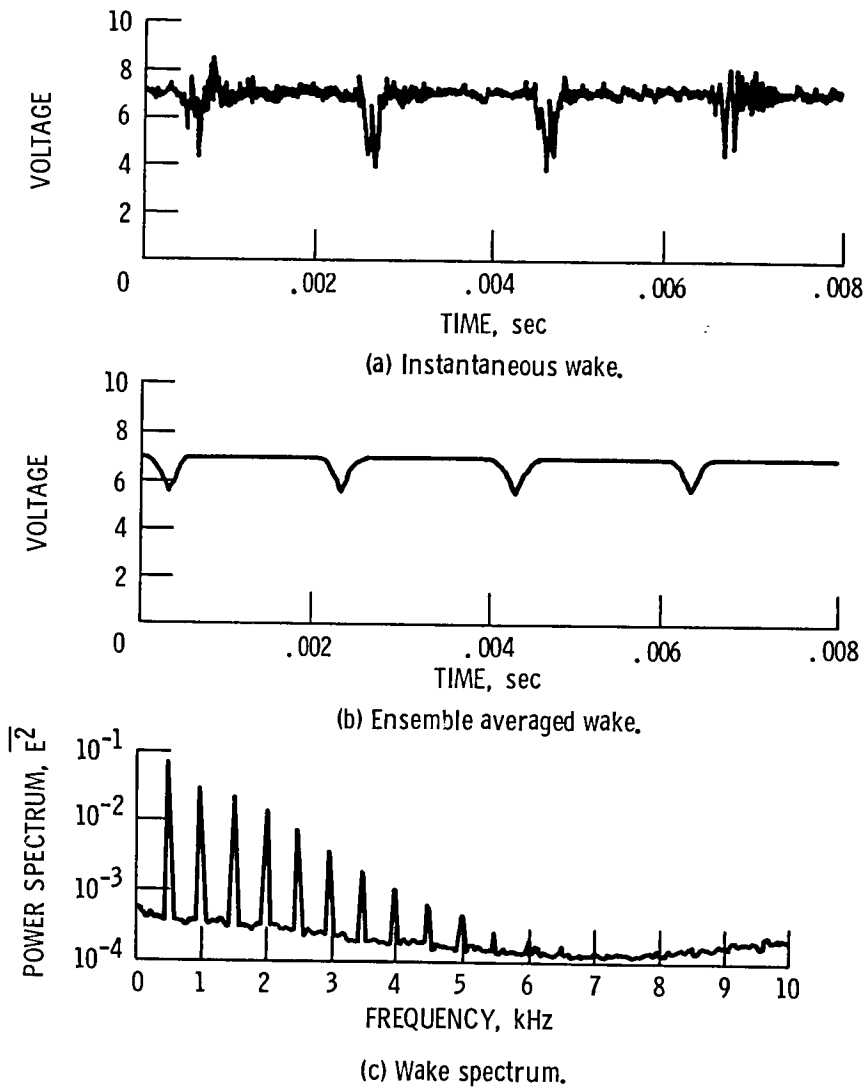 10
8
6
4
2
0
VOLTAGE
.002 .004 .006 .008
TIME, sec
(a) Instantaneous wake.
10
8
6
4
2
0
VOLTAGE
.002 .004 .006 .008
TIME, sec
(b) Ensemble averaged wake.
POWER SPECTRUM, E̅²
10⁻¹
10⁻²
10⁻³
10⁻⁴
0 1 2 3 4 5 6 7 8 9 10
FREQUENCY, kHz
(c) Wake spectrum.